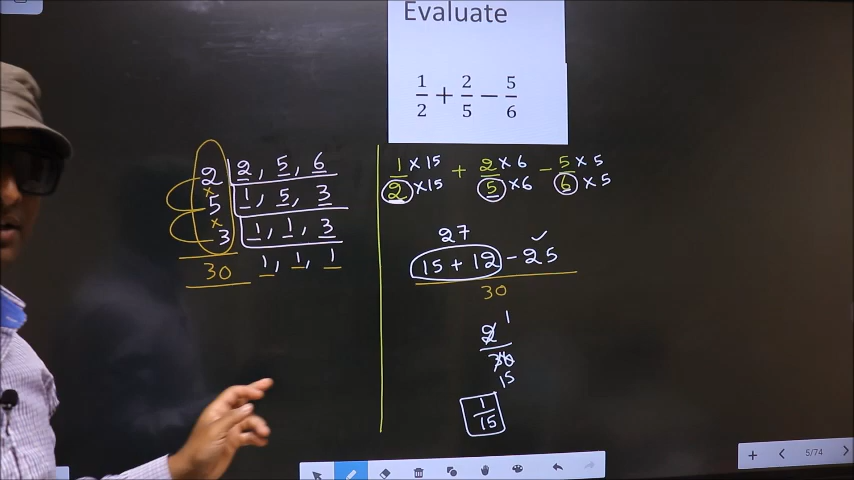 Evaluate
1/2 + 2/5 − 5/6
2 | 2, 5, 6
×
5 | 1, 5, 3
×
3 | 1, 1, 3
30 1, 1, 1
1 × 15 / 2 × 15 + 2 × 6 / 5 × 6 − 5 × 5 / 6 × 5
27 ✓
15 + 12 − 25
30
1
2
30
15
1/15
+ < 5/74 >